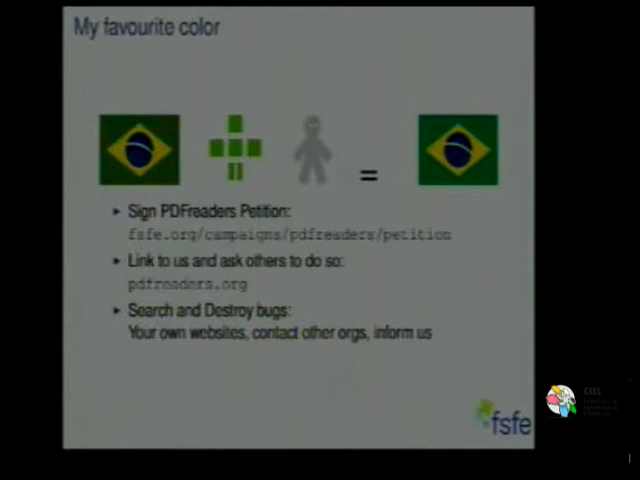 My favourite color
=
Sign PDFreaders Petition:
fsfe.org/campaigns/pdfreaders/petition
Link to us and ask others to do so:
pdfreaders.org
Search and Destroy bugs:
Your own websites, contact other orgs, inform us
fsfe